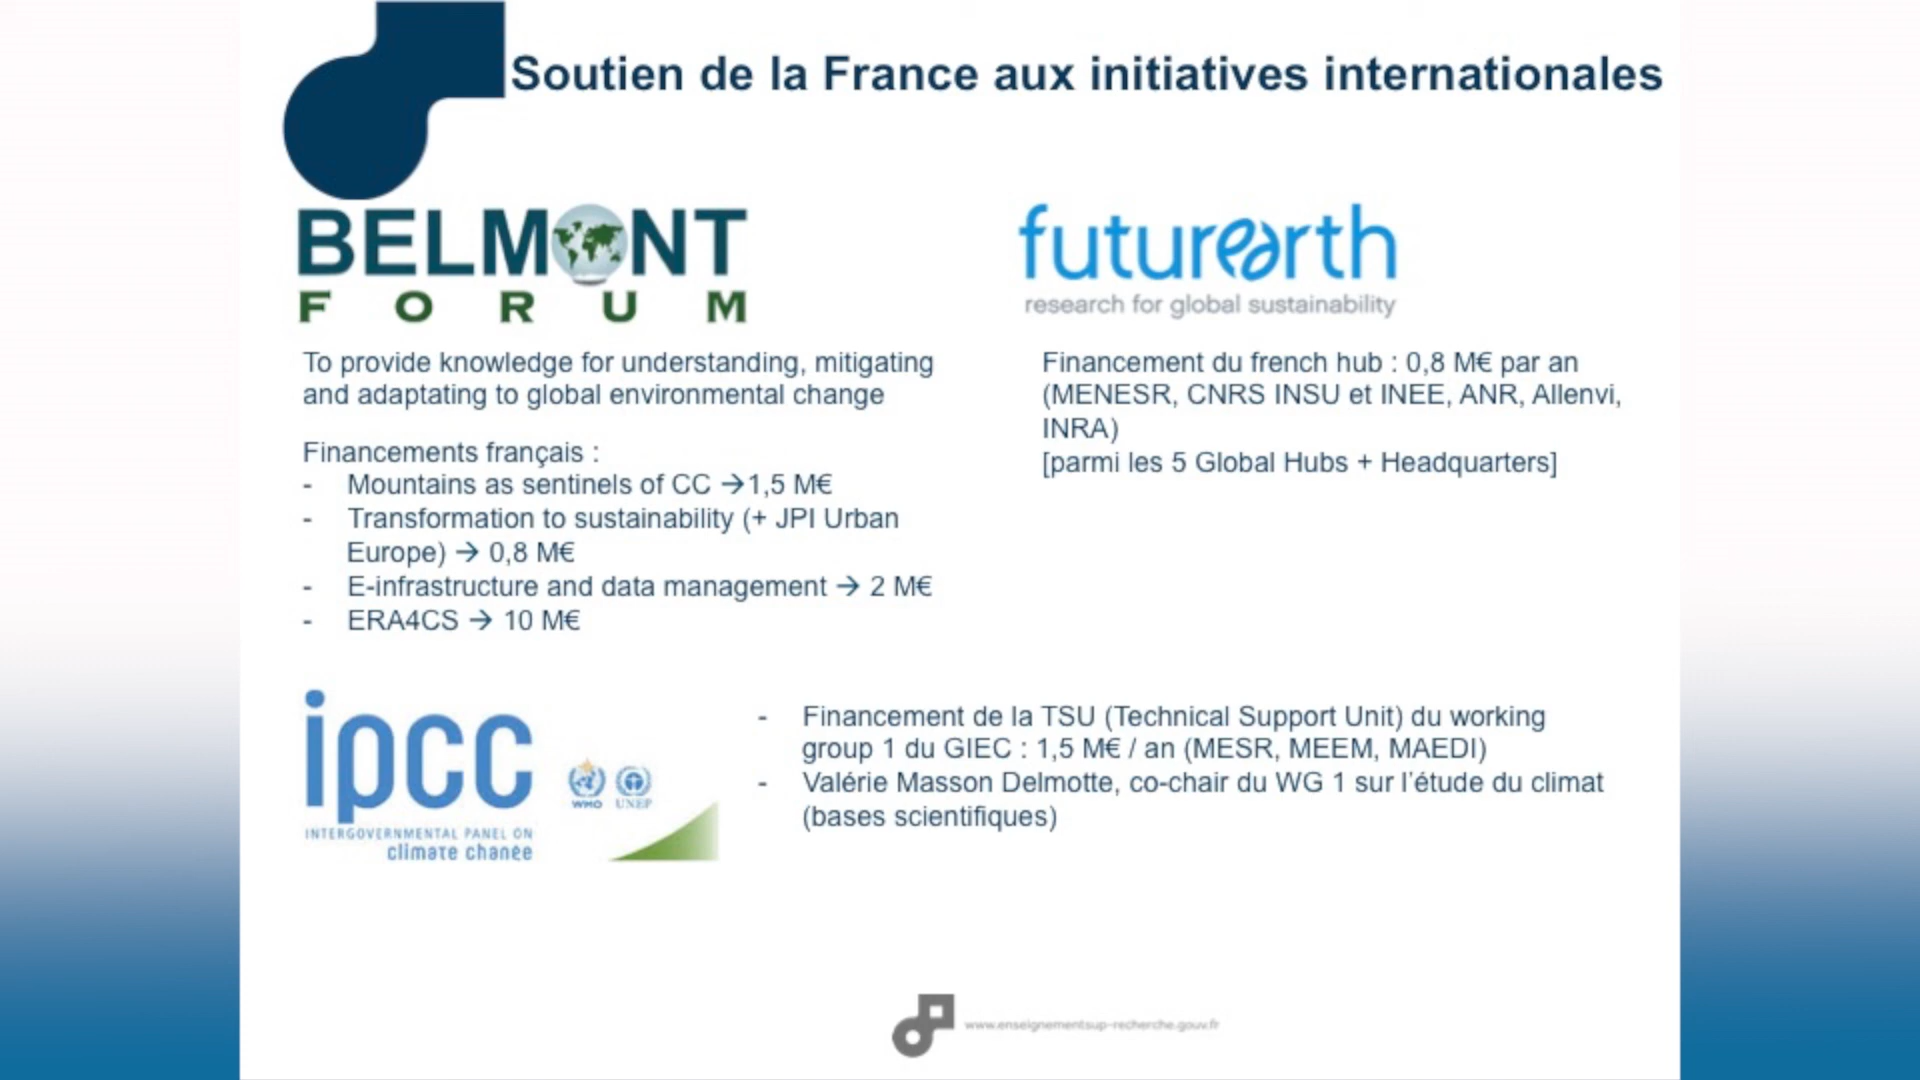 Soutien de la France aux initiatives internationales
BELMONT
FORUM
To provide knowledge for understanding, mitigating
and adaptating to global environmental change
Financements français :
- Mountains as sentinels of CC →1,5 M€
- Transformation to sustainability (+ JPI Urban
Europe) → 0,8 M€
- E-infrastructure and data management → 2 M€
- ERA4CS → 10 M€
futurearth
research for global sustainability
Financement du french hub : 0,8 M€ par an
(MENESR, CNRS INSU et INEE, ANR, Allenvi,
INRA)
[parmi les 5 Global Hubs + Headquarters]
ipcc
INTERGOVERNMENTAL PANEL ON
climate change
WMO UNEP
- Financement de la TSU (Technical Support Unit) du working
group 1 du GIEC : 1,5 M€ / an (MESR, MEEM, MAEDI)
- Valérie Masson Delmotte, co-chair du WG 1 sur l'étude du climat
(bases scientifiques)
www.enseignementsup-recherche.gouv.fr